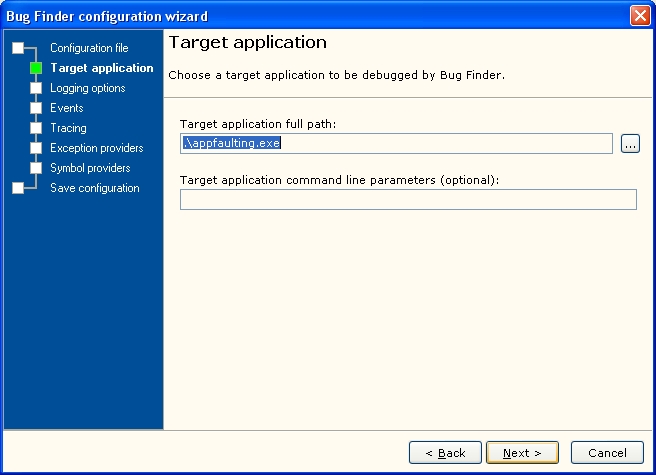 Bug Finder configuration wizard
Configuration file
Target application
Logging options
Events
Tracing
Exception providers
Symbol providers
Save configuration
Target application
Choose a target application to be debugged by Bug Finder.
Target application full path:
.\appfaulting.exe
...
Target application command line parameters (optional):
< Back
Next >
Cancel